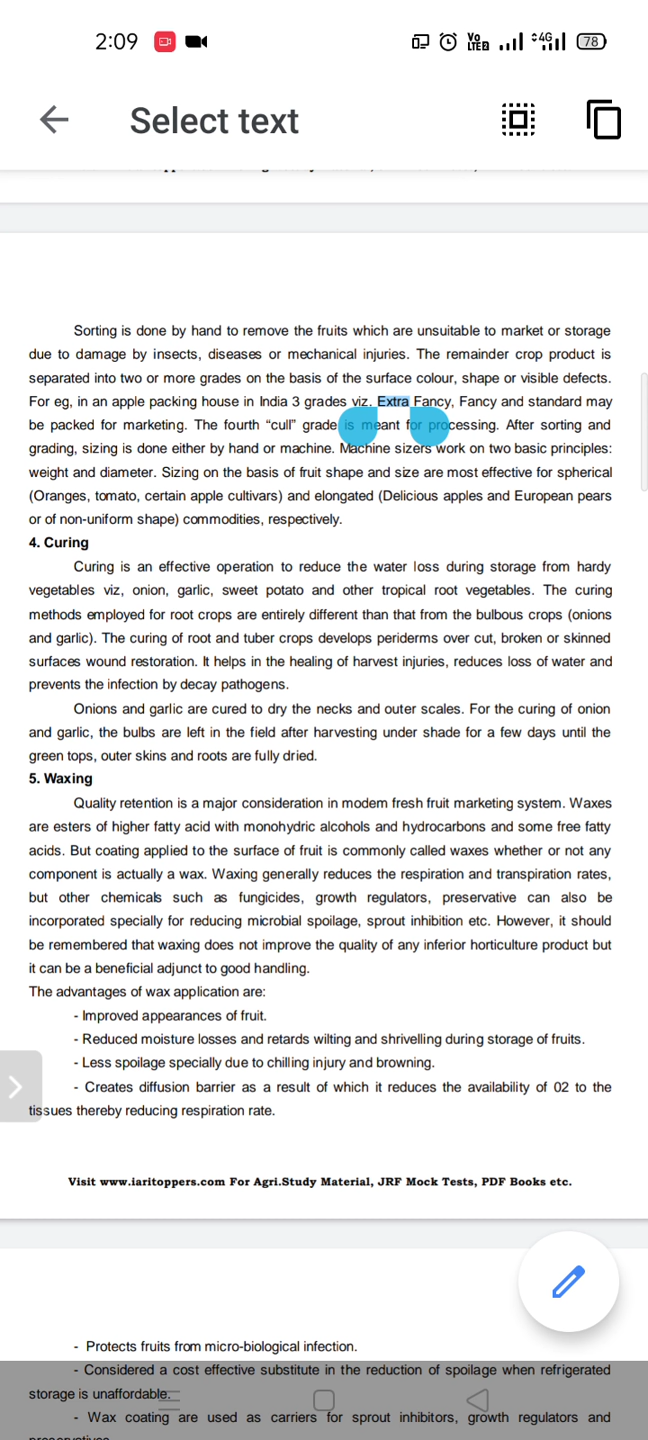 2:09 Vo LTE2 4G 78
Select text
Sorting is done by hand to remove the fruits which are unsuitable to market or storage
due to damage by insects, diseases or mechanical injuries. The remainder crop product is
separated into two or more grades on the basis of the surface colour, shape or visible defects.
For eg, in an apple packing house in India 3 grades viz. Extra Fancy, Fancy and standard may
be packed for marketing. The fourth “cull” grade is meant for processing. After sorting and
grading, sizing is done either by hand or machine. Machine sizers work on two basic principles:
weight and diameter. Sizing on the basis of fruit shape and size are most effective for spherical
(Oranges, tomato, certain apple cultivars) and elongated (Delicious apples and European pears
or of non-uniform shape) commodities, respectively.
4. Curing
Curing is an effective operation to reduce the water loss during storage from hardy
vegetables viz, onion, garlic, sweet potato and other tropical root vegetables. The curing
methods employed for root crops are entirely different than that from the bulbous crops (onions
and garlic). The curing of root and tuber crops develops periderms over cut, broken or skinned
surfaces wound restoration. It helps in the healing of harvest injuries, reduces loss of water and
prevents the infection by decay pathogens.
Onions and garlic are cured to dry the necks and outer scales. For the curing of onion
and garlic, the bulbs are left in the field after harvesting under shade for a few days until the
green tops, outer skins and roots are fully dried.
5. Waxing
Quality retention is a major consideration in modem fresh fruit marketing system. Waxes
are esters of higher fatty acid with monohydric alcohols and hydrocarbons and some free fatty
acids. But coating applied to the surface of fruit is commonly called waxes whether or not any
component is actually a wax. Waxing generally reduces the respiration and transpiration rates,
but other chemicals such as fungicides, growth regulators, preservative can also be
incorporated specially for reducing microbial spoilage, sprout inhibition etc. However, it should
be remembered that waxing does not improve the quality of any inferior horticulture product but
it can be a beneficial adjunct to good handling.
The advantages of wax application are:
- Improved appearances of fruit.
- Reduced moisture losses and retards wilting and shrivelling during storage of fruits.
- Less spoilage specially due to chilling injury and browning.
- Creates diffusion barrier as a result of which it reduces the availability of 02 to the
tissues thereby reducing respiration rate.
Visit www.iaritoppers.com For Agri.Study Material, JRF Mock Tests, PDF Books etc.
- Protects fruits from micro-biological infection.
- Considered a cost effective substitute in the reduction of spoilage when refrigerated
storage is unaffordable.
- Wax coating are used as carriers for sprout inhibitors, growth regulators and